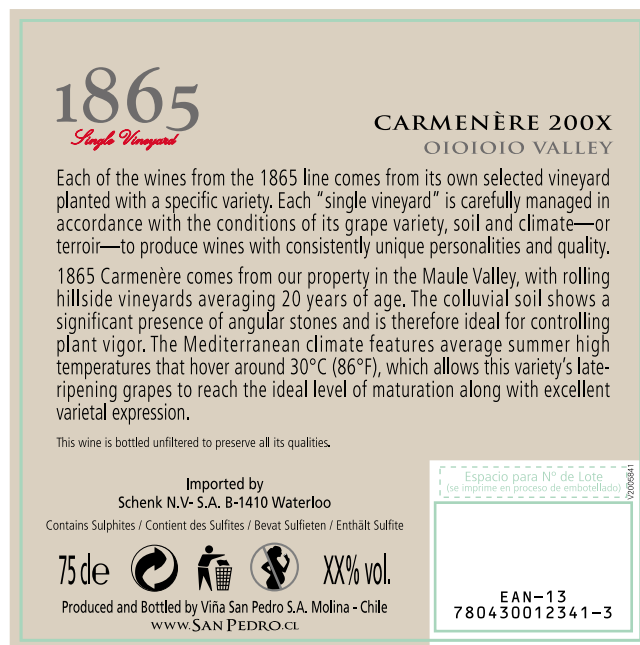 1865
Single Vineyard
CARMENÈRE 200X
OIOIOIO VALLEY
Each of the wines from the 1865 line comes from its own selected vineyard
planted with a specific variety. Each “single vineyard” is carefully managed in
accordance with the conditions of its grape variety, soil and climate—or
terroir—to produce wines with consistently unique personalities and quality.
1865 Carmenère comes from our property in the Maule Valley, with rolling
hillside vineyards averaging 20 years of age. The colluvial soil shows a
significant presence of angular stones and is therefore ideal for controlling
plant vigor. The Mediterranean climate features average summer high
temperatures that hover around 30°C (86°F), which allows this variety’s late-
ripening grapes to reach the ideal level of maturation along with excellent
varietal expression.
This wine is bottled unfiltered to preserve all its qualities.
Imported by
Schenk N.V- S.A. B-1410 Waterloo
Contains Sulphites / Contient des Sulfites / Bevat Sulfieten / Enthält Sulfite
75 cl e
XX% vol.
Produced and Bottled by Viña San Pedro S.A. Molina - Chile
WWW.SAN PEDRO.CL
Espacio para Nº de Lote
(se imprime en proceso de embotellado)
V2005841
EAN-13
780430012341-3